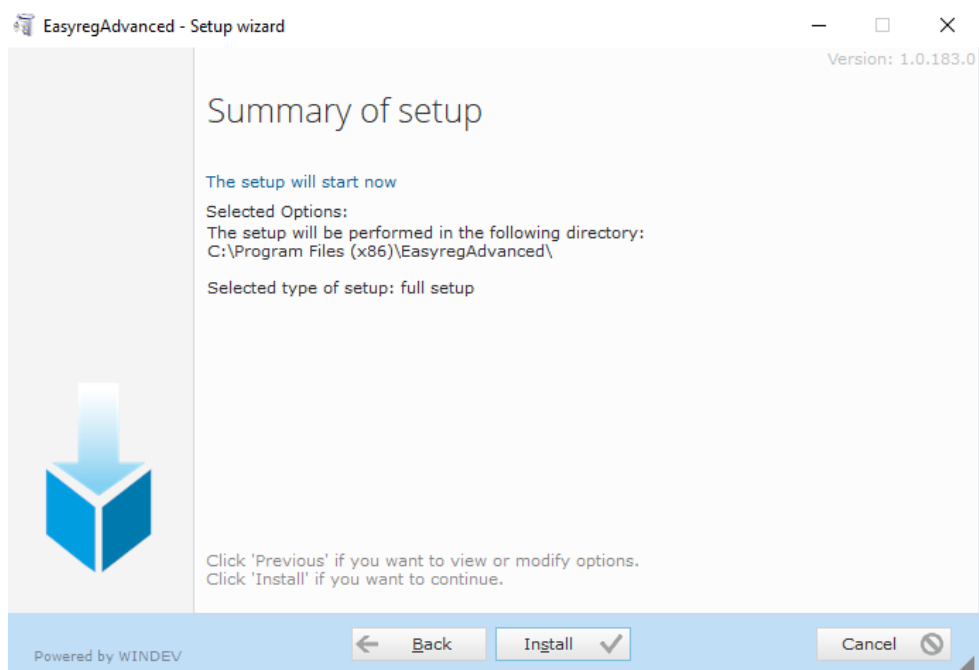 EasyregAdvanced - Setup wizard
Version: 1.0.183.0
Summary of setup
The setup will start now
Selected Options:
The setup will be performed in the following directory:
C:\Program Files (x86)\EasyregAdvanced\
Selected type of setup: full setup
Click 'Previous' if you want to view or modify options.
Click 'Install' if you want to continue.
Powered by WINDEV
Back
Install
Cancel